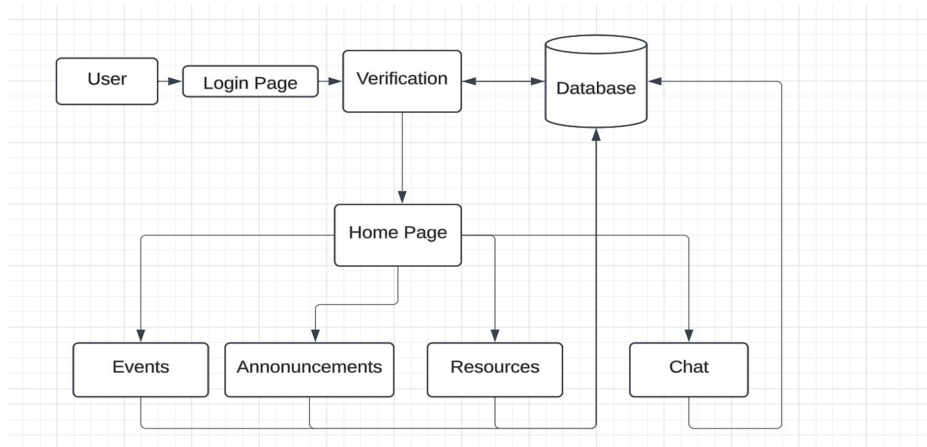 User
Login Page
Verification
Database
Home Page
Events
Annonuncements
Resources
Chat